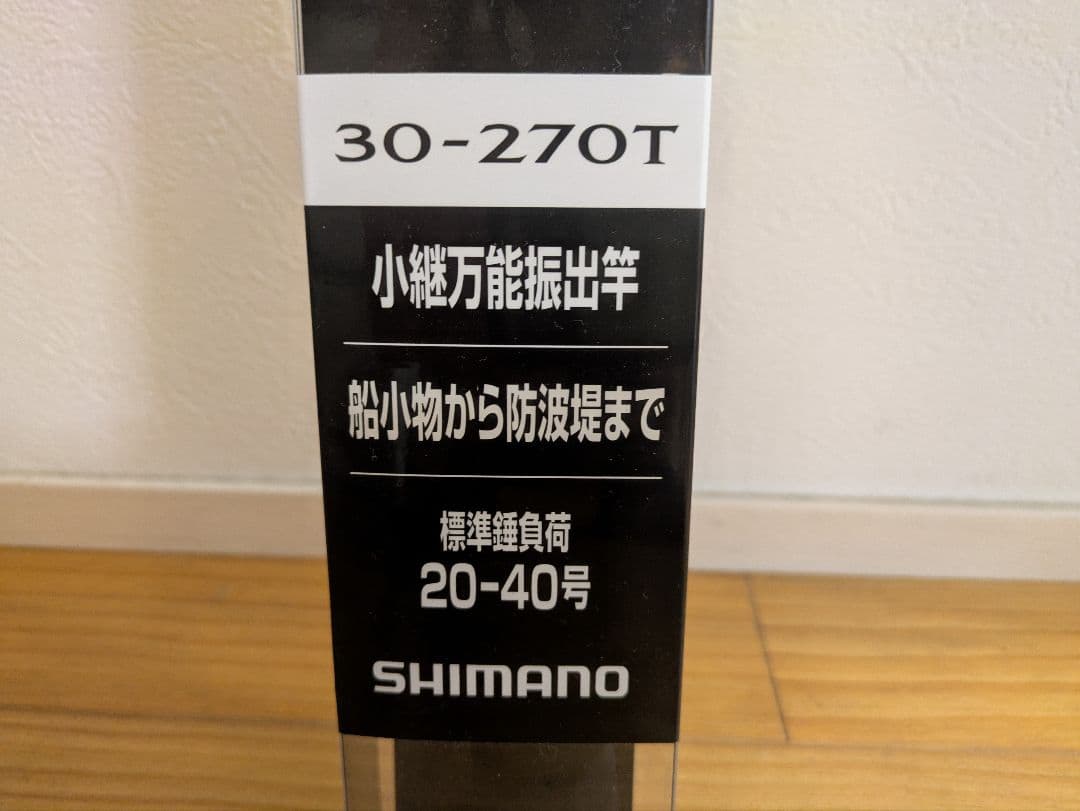 30-270T
小継万能振出竿
船小物から防波堤まで
標準錘負荷
20-40号
SHIMANO